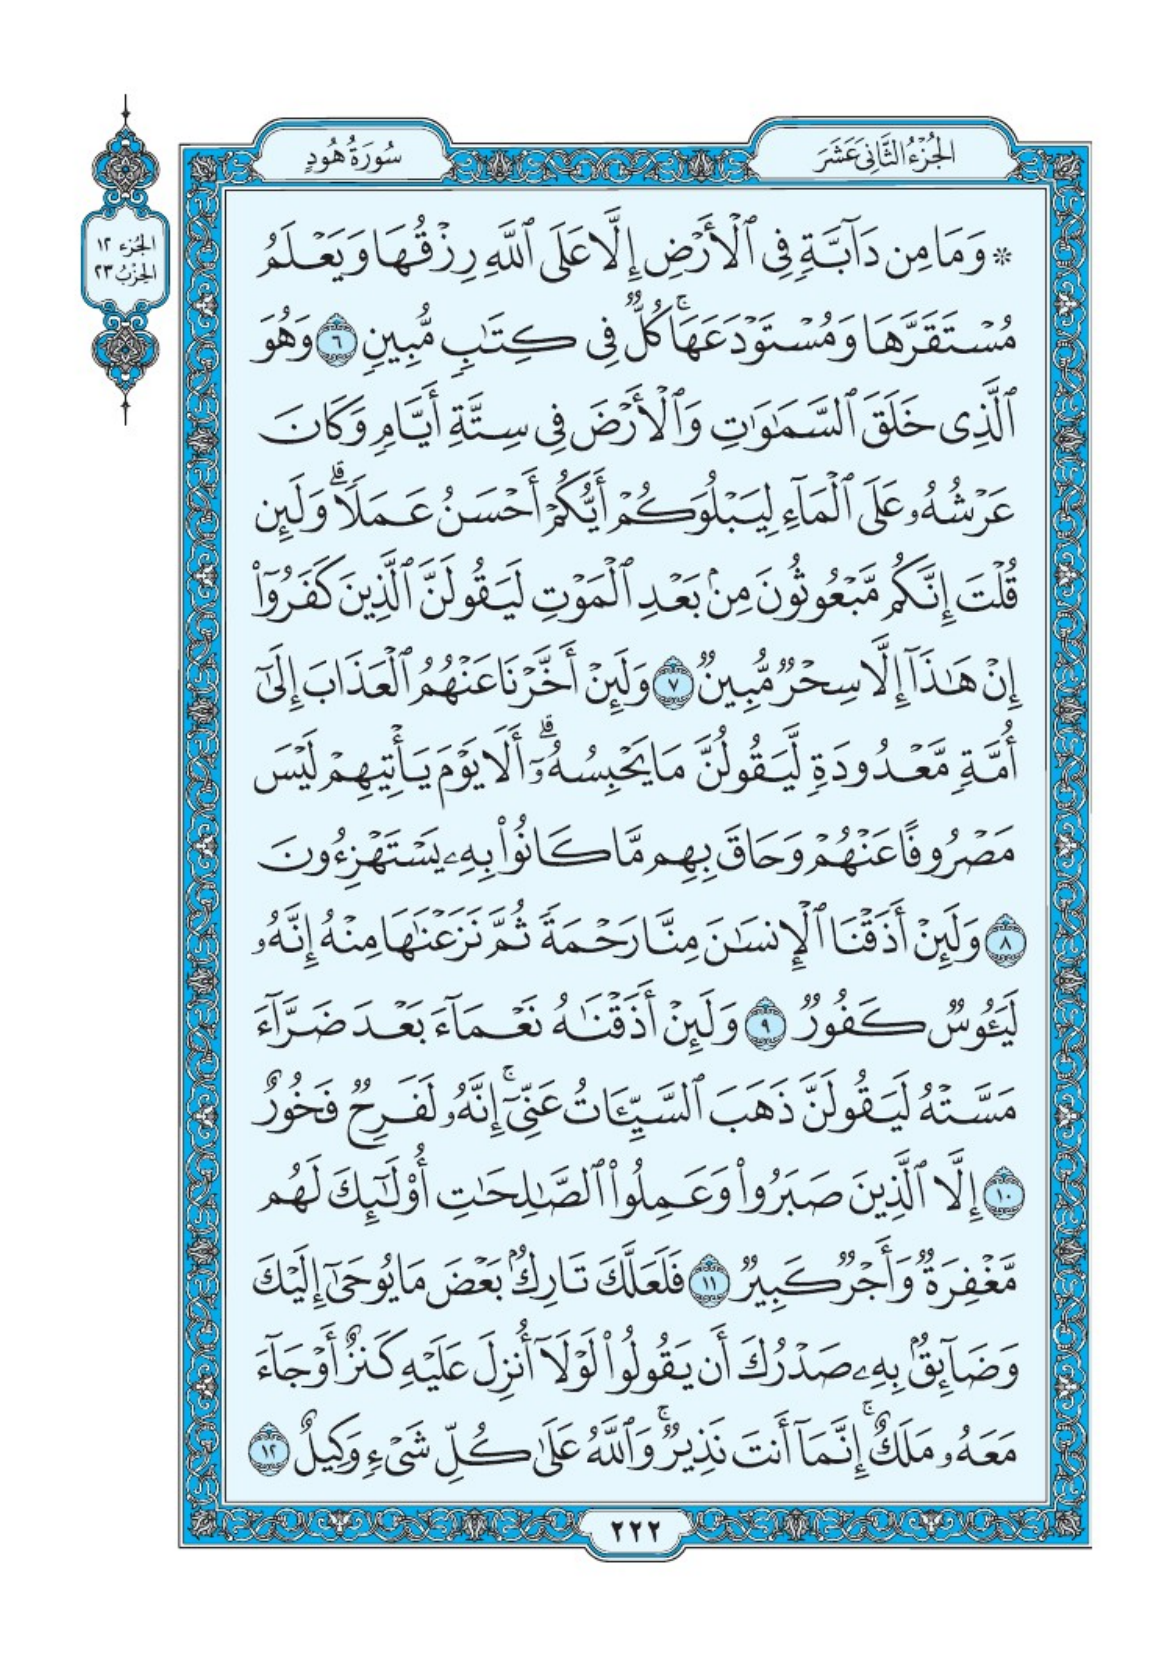 الجُزْءُ الثَّانِي عَشَرَ
سُورَةُ هُودٍ
الجُزء ١٢
الحِزْبُ ٢٣
۞ وَمَا مِن دَآبَّةٖ فِي ٱلۡأَرۡضِ إِلَّا عَلَى ٱللَّهِ رِزۡقُهَا وَيَعۡلَمُ
مُسۡتَقَرَّهَا وَمُسۡتَوۡدَعَهَاۚ كُلّٞ فِي كِتَٰبٖ مُّبِينٖ ٦ وَهُوَ
ٱلَّذِي خَلَقَ ٱلسَّمَٰوَٰتِ وَٱلۡأَرۡضَ فِي سِتَّةِ أَيَّامٖ وَكَانَ
عَرۡشُهُۥ عَلَى ٱلۡمَآءِ لِيَبۡلُوَكُمۡ أَيُّكُمۡ أَحۡسَنُ عَمَلٗاۗ وَلَئِن
قُلۡتَ إِنَّكُم مَّبۡعُوثُونَ مِنۢ بَعۡدِ ٱلۡمَوۡتِ لَيَقُولَنَّ ٱلَّذِينَ كَفَرُوٓاْ
إِنۡ هَٰذَآ إِلَّا سِحۡرٞ مُّبِينٞ ٧ وَلَئِنۡ أَخَّرۡنَا عَنۡهُمُ ٱلۡعَذَابَ إِلَىٰٓ
أُمَّةٖ مَّعۡدُودَةٖ لَّيَقُولُنَّ مَا يَحۡبِسُهُۥٓۗ أَلَا يَوۡمَ يَأۡتِيهِمۡ لَيۡسَ
مَصۡرُوفًا عَنۡهُمۡ وَحَاقَ بِهِم مَّا كَانُواْ بِهِۦ يَسۡتَهۡزِءُونَ
٨ وَلَئِنۡ أَذَقۡنَا ٱلۡإِنسَٰنَ مِنَّا رَحۡمَةٗ ثُمَّ نَزَعۡنَٰهَا مِنۡهُ إِنَّهُۥ
لَيَـُٔوسٞ كَفُورٞ ٩ وَلَئِنۡ أَذَقۡنَٰهُ نَعۡمَآءَ بَعۡدَ ضَرَّآءَ
مَسَّتۡهُ لَيَقُولَنَّ ذَهَبَ ٱلسَّيِّـَٔاتُ عَنِّيٓۚ إِنَّهُۥ لَفَرِحٞ فَخُورٌ
١٠ إِلَّا ٱلَّذِينَ صَبَرُواْ وَعَمِلُواْ ٱلصَّٰلِحَٰتِ أُوْلَٰٓئِكَ لَهُم
مَّغۡفِرَةٞ وَأَجۡرٞ كَبِيرٞ ١١ فَلَعَلَّكَ تَارِكُۢ بَعۡضَ مَا يُوحَىٰٓ إِلَيۡكَ
وَضَآئِقُۢ بِهِۦ صَدۡرُكَ أَن يَقُولُواْ لَوۡلَآ أُنزِلَ عَلَيۡهِ كَنزٌ أَوۡ جَآءَ
مَعَهُۥ مَلَكٌۚ إِنَّمَآ أَنتَ نَذِيرٞۚ وَٱللَّهُ عَلَىٰ كُلِّ شَيۡءٖ وَكِيلٌ ١٢
٢٢٢